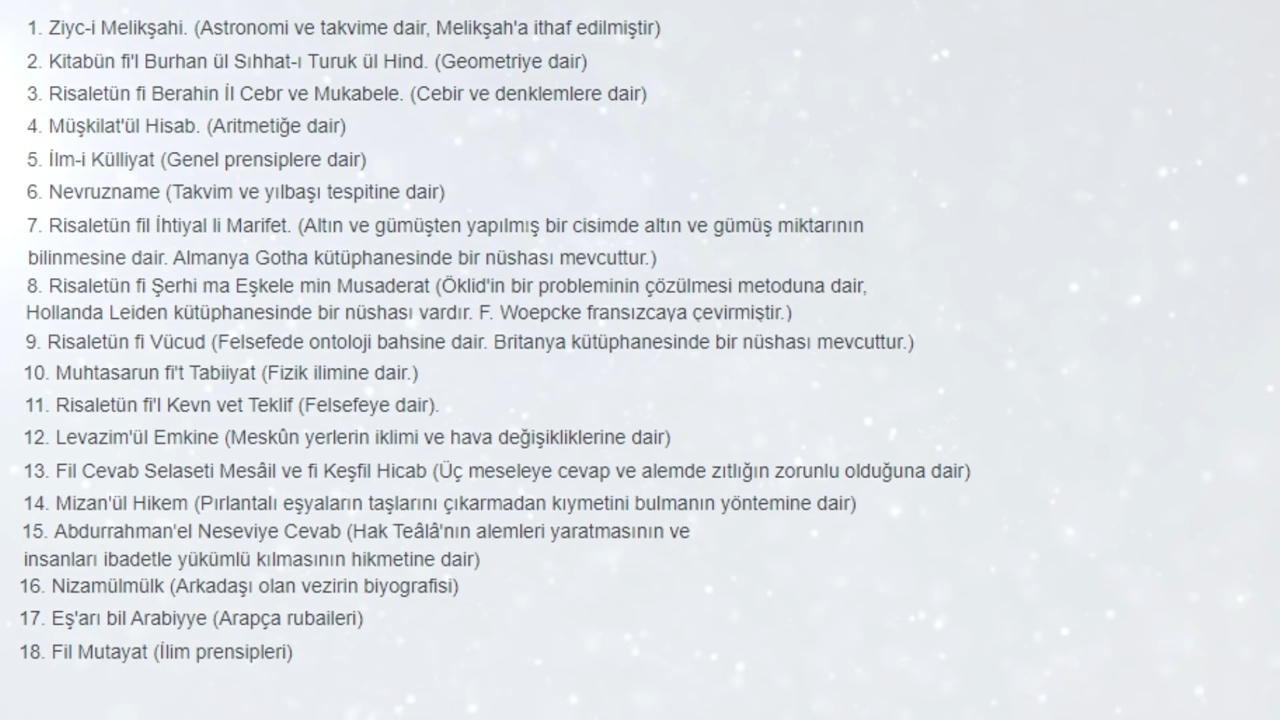 1. Ziyc-i Melikşahi. (Astronomi ve takvime dair, Melikşah'a ithaf edilmiştir)
2. Kitabün fi'l Burhan ül Sıhhat-ı Turuk ül Hind. (Geometriye dair)
3. Risaletün fi Berahin İl Cebr ve Mukabele. (Cebir ve denklemlere dair)
4. Müşkilat'ül Hisab. (Aritmetiğe dair)
5. İlm-i Külliyat (Genel prensiplere dair)
6. Nevruzname (Takvim ve yılbaşı tespitine dair)
7. Risaletün fil İhtiyal li Marifet. (Altın ve gümüşten yapılmış bir cisimde altın ve gümüş miktarının
bilinmesine dair. Almanya Gotha kütüphanesinde bir nüshası mevcuttur.)
8. Risaletün fi Şerhi ma Eşkele min Musaderat (Öklid'in bir probleminin çözülmesi metoduna dair,
Hollanda Leiden kütüphanesinde bir nüshası vardır. F. Woepcke fransızcaya çevirmiştir.)
9. Risaletün fi Vücud (Felsefede ontoloji bahsine dair. Britanya kütüphanesinde bir nüshası mevcuttur.)
10. Muhtasarun fi't Tabiiyat (Fizik ilimine dair.)
11. Risaletün fi'l Kevn vet Teklif (Felsefeye dair).
12. Levazim'ül Emkine (Meskûn yerlerin iklimi ve hava değişikliklerine dair)
13. Fil Cevab Selaseti Mesâil ve fi Keşfil Hicab (Üç meseleye cevap ve alemde zıtlığın zorunlu olduğuna dair)
14. Mizan'ül Hikem (Pırlantalı eşyaların taşlarını çıkarmadan kıymetini bulmanın yöntemine dair)
15. Abdurrahman'el Neseviye Cevab (Hak Teâlâ'nın alemleri yaratmasının ve
insanları ibadetle yükümlü kılmasının hikmetine dair)
16. Nizamülmülk (Arkadaşı olan vezirin biyografisi)
17. Eş'arı bil Arabiyye (Arapça rubaileri)
18. Fil Mutayat (İlim prensipleri)